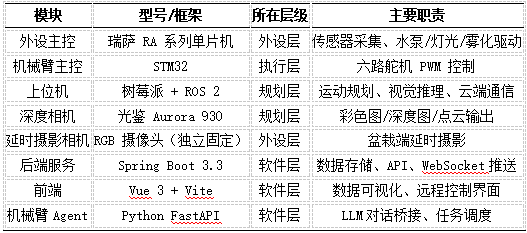 模块 型号/框架 所在层级 主要职责
外设主控 瑞萨 RA 系列单片机 外设层 传感器采集、水泵/灯光/雾化驱动
机械臂主控 STM32 执行层 六路舵机 PWM 控制
上位机 树莓派 + ROS 2 规划层 运动规划、视觉推理、云端通信
深度相机 光鉴 Aurora 930 规划层 彩色图/深度图/点云输出
延时摄影相机 RGB 摄像头（独立固定） 外设层 盆栽端延时摄影
后端服务 Spring Boot 3.3 软件层 数据存储、API、WebSocket 推送
前端 Vue 3 + Vite 软件层 数据可视化、远程控制界面
机械臂 Agent Python FastAPI 软件层 LLM 对话桥接、任务调度